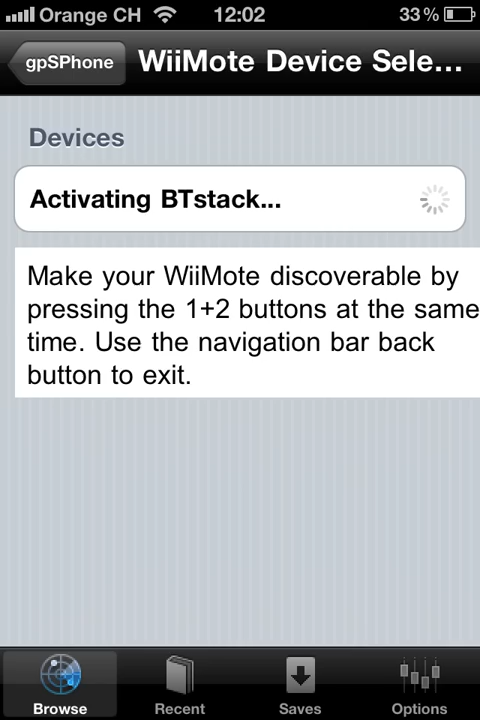 Orange CH 12:02 33%
gpSPhone WiiMote Device Sele...
Devices
Activating BTstack...
Make your WiiMote discoverable by
pressing the 1+2 buttons at the same
time. Use the navigation bar back
button to exit.
Browse Recent Saves Options